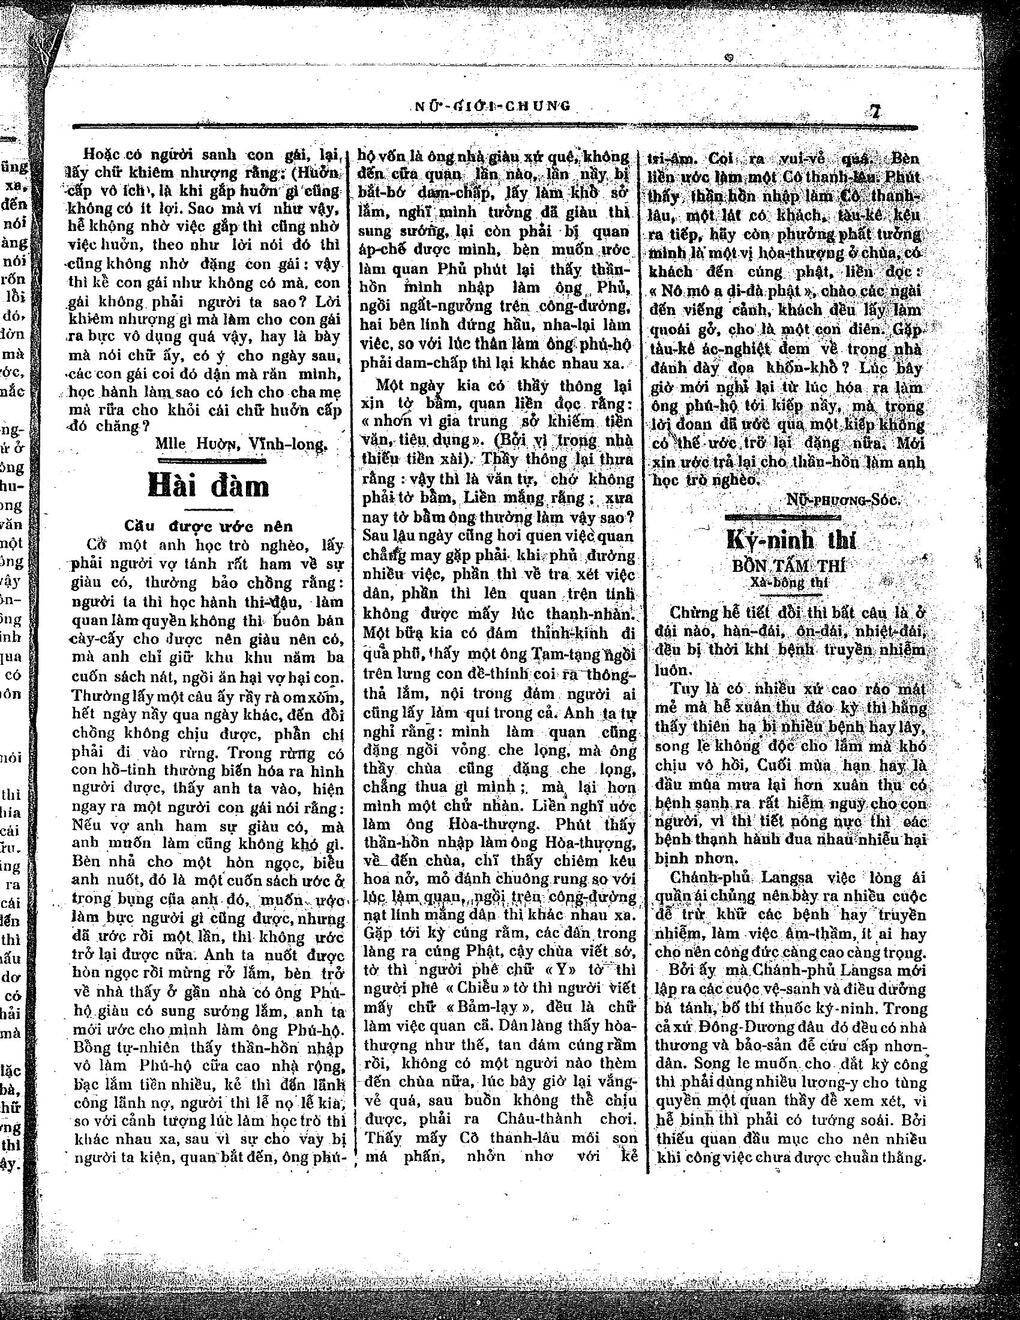 NỮ-GIỚI-CHUNG
7
Hoặc có người sanh con gái, lại
lấy chữ khiêm nhượng rằng: (Huờn
cấp vô ích), là khi gấp huỡn gì cũng
không có ít lợi. Sao mà ví như vậy,
hễ không nhờ việc gấp thì cũng nhờ
việc huỡn, theo như lời nói đó thì
cũng không nhờ đặng con gái: vậy
thì kể con gái như không có mà, con
gái không phải người ta sao? Lời
khiêm nhượng gì mà làm cho con gái
ra bực vô dụng quá vậy, hay là bày
mà nói chữ ấy, có ý cho ngày sau,
các con gái coi đó dặn mà răn mình,
học hành làm sao có ích cho cha mẹ
mà rữa cho khỏi cái chữ huởn cấp
đó chăng?
Mlle Huờn, Vĩnh-long.
Hài đàm
Cầu được ước nên
Cở một anh học trò nghèo, lấy
phải người vợ tánh rất ham về sự
giàu có, thường bảo chồng rằng:
người ta thì học hành thi-đậu, làm
quan làm quyền không thì buôn bán
cày-cấy cho được nên giàu nên có,
mà anh chỉ giữ khu khu năm ba
cuốn sách nát, ngồi ăn hại vợ hại con.
Thường lấy một câu ấy rầy rà om xòm,
hết ngày nầy qua ngày khác, đến đổi
chồng không chịu được, phần chí
phải đi vào rừng. Trong rừng có
con hồ-tinh thường biến hóa ra hình
người được, thấy anh ta vào, hiện
ngay ra một người con gái nói rằng:
Nếu vợ anh ham sự giàu có, mà
anh muốn làm cũng không khó gì.
Bèn nhả cho một hòn ngọc, biểu
anh nuốt, đó là một cuốn sách ước ở
trong bụng của anh đó, muốn ước
làm bực người gì cũng được, nhưng
đã ước rồi một lần, thì không ước
trở lại được nữa. Anh ta nuốt được
hòn ngọc rồi mừng rở lắm, bèn trở
về nhà thấy ở gần nhà có ông Phú-
hộ giàu có sung sướng lắm, anh ta
mới ước cho mình làm ông Phú-hộ.
Bổng tự-nhiên thấy thần-hồn nhập
vô làm Phú-hộ cữa cao nhà rộng,
bạc lắm tiền nhiều, kẻ thì đến lãnh
công lãnh nợ, người thì lễ nọ lễ kia,
so với cảnh tượng lúc làm học trò thì
khác nhau xa, sau vì sự cho vay bị
người ta kiện, quan bắt đến, ông phú-
hộ vốn là ông nhà giàu xứ quê, không
đến cữa quan lần nào, lần nầy bị
bắt-bớ dam-chấp, lấy làm khổ sở
lắm, nghĩ mình tưởng đã giàu thì
sung sướng, lại còn phải bị quan
áp-chế được mình, bèn muốn ước
làm quan Phủ phút lại thấy thần-
hồn mình nhập làm ông Phủ,
ngồi ngất-ngưởng trên công-đường,
hai bên lính đứng hầu, nha-lại làm
việc, so với lúc thân làm ông phú-hộ
phải dam-chấp thì lại khác nhau xa.
Một ngày kia có thầy thông lại
xin tờ bẩm, quan liền đọc rằng:
« nhơn vì gia trung sở khiếm tiền
văn, tiêu dụng». (Bởi vì trong nhà
thiếu tiền xài). Thầy thông lại thưa
rằng: vậy thì là văn tự, chớ không
phải tờ bẩm, Liền mắng rằng; xưa
nay tờ bẩm ông thường làm vậy sao?
Sau lâu ngày cũng hơi quen việc quan
chẳng may gặp phải khi phủ đường
nhiều việc, phần thì về tra xét việc
dân, phần thì lên quan trên tỉnh
không được mấy lúc thanh-nhàn.
Một bữa kia có đám thỉnh-kinh đi
qua phủ, thấy một ông Tam-tạng ngồi
trên lưng con dê-thính coi ra thông-
thả lắm, nội trong đám người ai
cũng lấy làm qui trong cả. Anh ta tự
nghỉ rằng: mình làm quan cũng
đặng ngồi võng che lọng, mà ông
thầy chùa cũng đặng che lọng,
chẳng thua gì mình; mà lại hơn
mình một chử nhàn. Liền nghĩ ước
làm ông Hòa-thượng. Phút thấy
thần-hồn nhập làm ông Hòa-thượng,
về đến chùa, chỉ thấy chiêm kêu
hoa nở, mỏ đánh chuông rung so với
lúc làm quan, ngồi trên công-đường
nạt lính mắng dân thì khác nhau xa.
Gặp tới kỳ cúng rằm, các dân trong
làng ra cúng Phật, cậy chùa viết sớ,
tờ thì người phê chữ «Y» tờ thì
người phê «Chiểu» tờ thì người viết
mấy chữ «Bẩm-lạy», đều là chữ
làm việc quan cã. Dân làng thấy hòa-
thượng như thế, tan đám cúng rằm
rồi, không có một người nào thèm
đến chùa nữa, lúc bây giờ lại vắng-
vẻ quá, sau buồn không thể chịu
được, phải ra Châu-thành chơi.
Thấy mấy Cô thanh-lâu môi son
má phấn, nhởn nhơ với kẻ
tri-âm. Coi ra vui-vẻ quá. Bèn
liền ước làm một Cô thanh-lâu. Phút
thấy thần hồn nhập làm Cô thanh-
lâu, một lát có khách, tàu-kê kêu
ra tiếp, hãy còn phưởng phất tưởng
mình là một vị hòa-thượng ở chùa, có
khách đến cúng phật, liền đọc:
« Nô mô a di-đà phật », chào các ngài
đến viếng cảnh, khách đều lấy làm
quoái gở, cho là một con điên. Gặp
tàu-kê ác-nghiệt đem về trong nhà
đánh dày đọa khốn-khổ? Lúc bây
giờ mới nghỉ lại từ lúc hóa ra làm
ông phú-hộ tới kiếp nầy, mà trong
lời đoan đã ước qua một kiếp không
có thể ước trở lại đặng nữa. Mới
xin ước trả lại cho thần-hồn làm anh
học trò nghèo.
Nữ-phương-Sóc.
Ký-ninh thí
BỒN TẨM THÍ
Xà-bông thí
Chừng hễ tiết đổi thì bất câu là ở
đái nào, hàn-đái, ôn-đái, nhiệt-đái,
đều bị thời khí bệnh truyền nhiễm
luôn.
Tuy là có nhiều xứ cao ráo mát
mẻ mà hễ xuân thu đáo kỳ thì hằng
thấy thiên hạ bị nhiều bệnh hay lây,
song le không độc cho lắm mà khó
chịu vô hồi, Cuối mùa hạn hay là
đầu mùa mưa lại hơn xuân thu có
bệnh sanh ra rất hiểm nguy cho con
người, vì thì tiết nóng nực thì các
bệnh thạnh hành đua nhau nhiễu hại
bịnh nhơn.
Chánh-phủ Langsa việc lòng ái
quần ái chủng nên bày ra nhiều cuộc
để trừ khữ các bệnh hay truyền
nhiễm, làm việc âm-thầm, ít ai hay
cho nên công đức càng cao càng trọng.
Bởi ấy mà Chánh-phủ Langsa mới
lập ra các cuộc vệ-sanh và điều dưởng
bá tánh, bố thí thuốc ký-ninh. Trong
cả xứ Đông-Dương đâu đó đều có nhà
thương và bảo-sản để cứu cấp nhơn-
dân. Song le muốn cho dắt kỳ công
thì phải dùng nhiều lương-y cho tùng
quyền một quan thầy để xem xét, vì
hễ binh thì phải có tướng soái. Bởi
thiếu quan đầu mục cho nên nhiều
khi công việc chưa được chuẩn thằng.